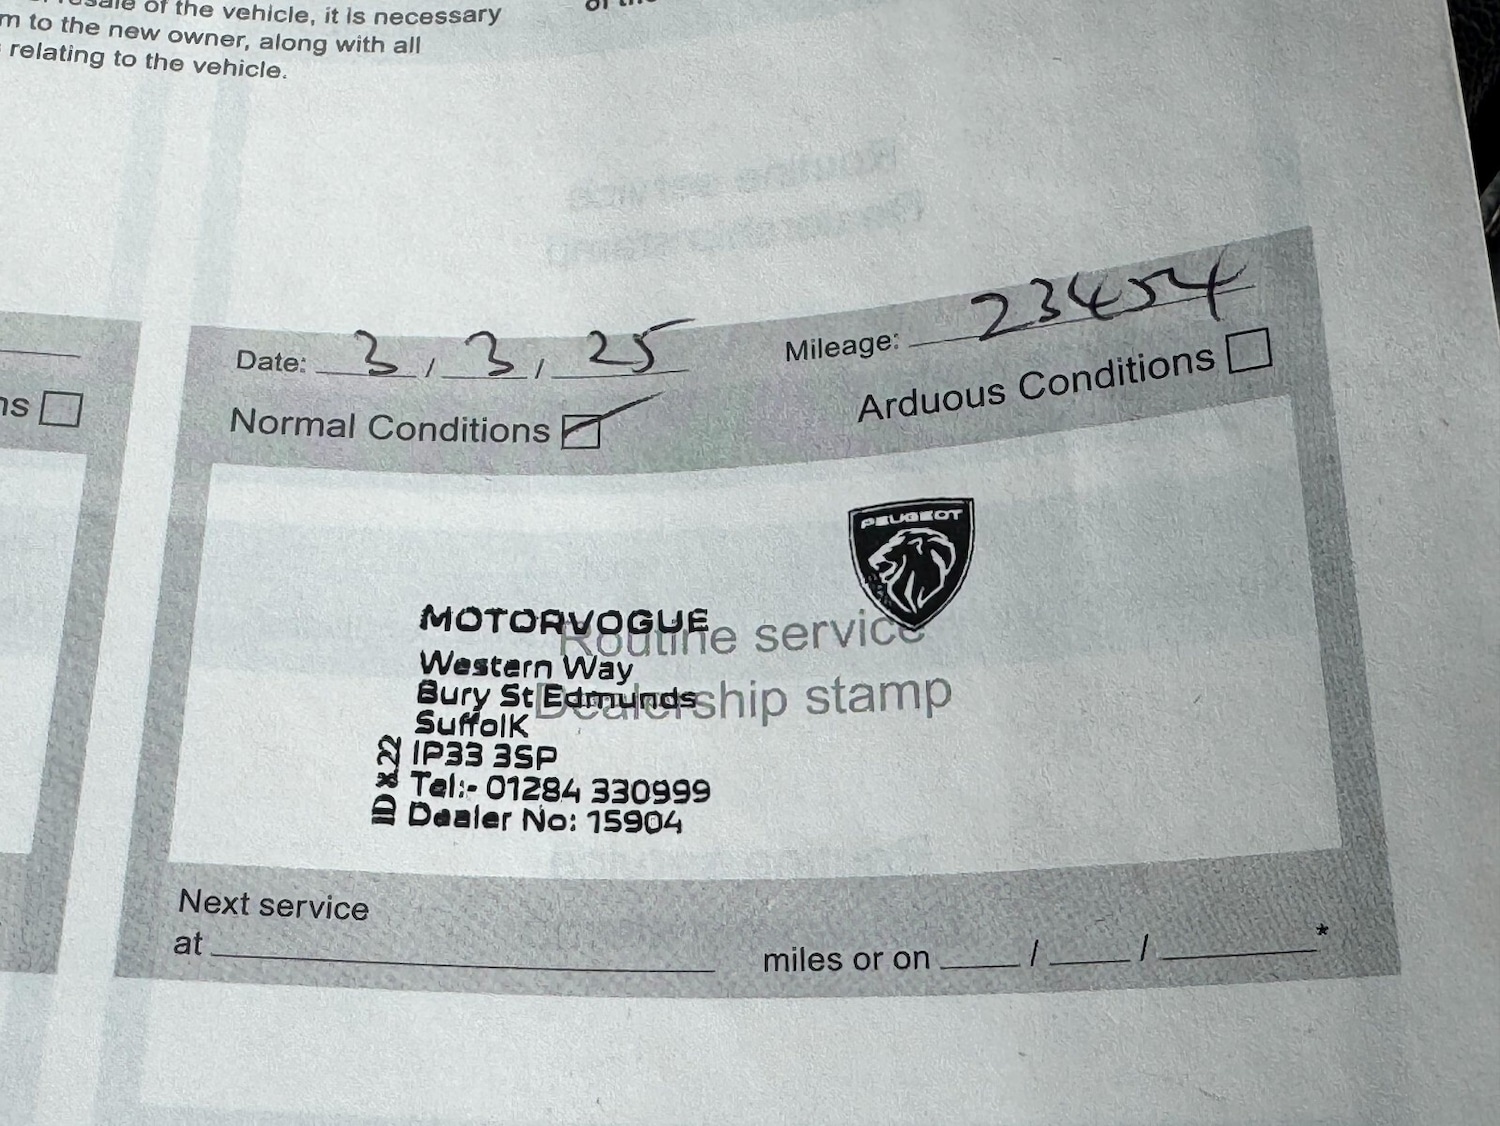 of the vehicle, it is necessary
to the new owner, along with all
relating to the vehicle.
Date: 3 / 3 / 25
Mileage: 23454
Normal Conditions
Arduous Conditions
PEUGEOT
MOTORVOGUE
Western Way
Bury St Edmunds
Suffolk
IP33 3SP
Tel:- 01284 330999
Dealer No: 15904
Routine service
Dealership stamp
Next service
at
miles or on / / *